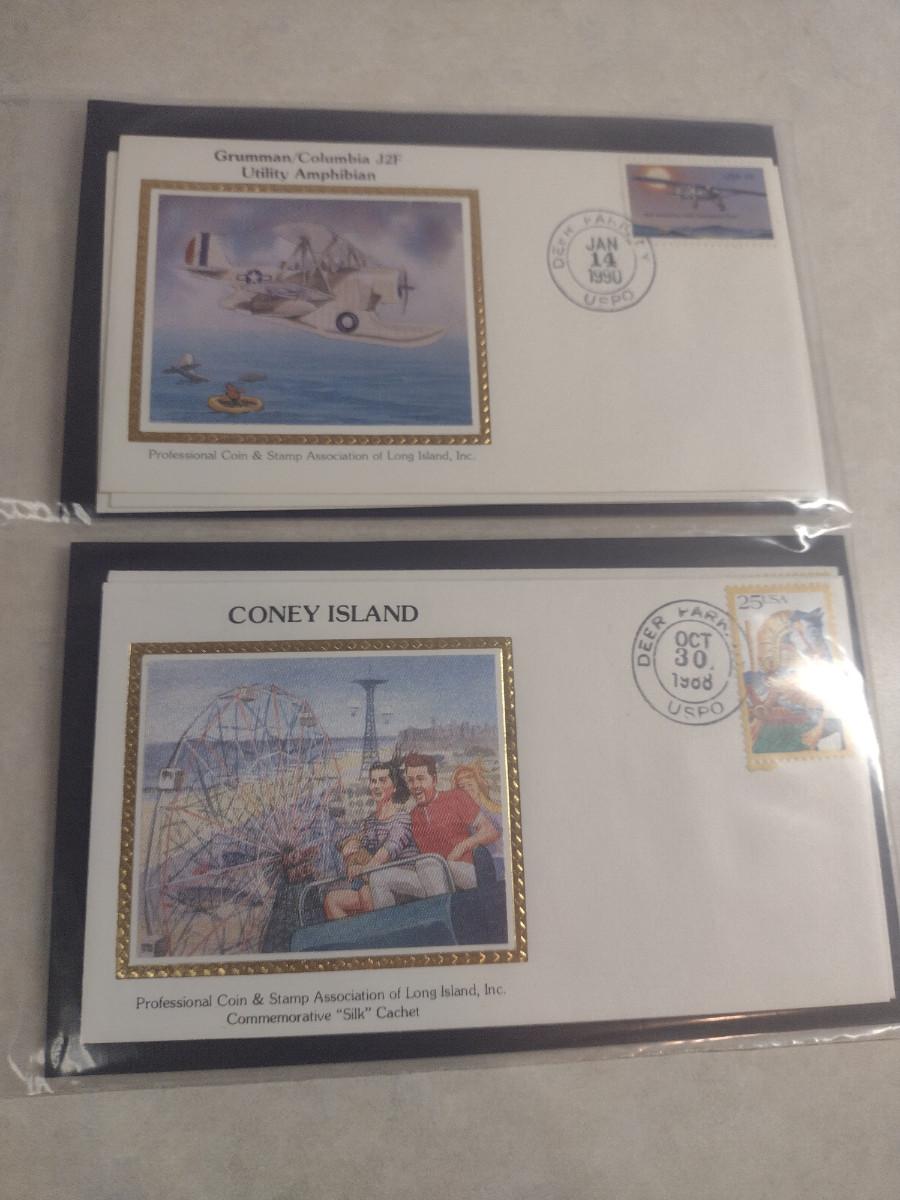 Grumman/Columbia J2F
Utility Amphibian
DEER PARK
JAN
14
1990
USPO
Professional Coin & Stamp Association of Long Island, Inc.
CONEY ISLAND
25 USA
DEER PARK
OCT
30.
1988
USPO
Professional Coin & Stamp Association of Long Island, Inc.
Commemorative "Silk" Cachet